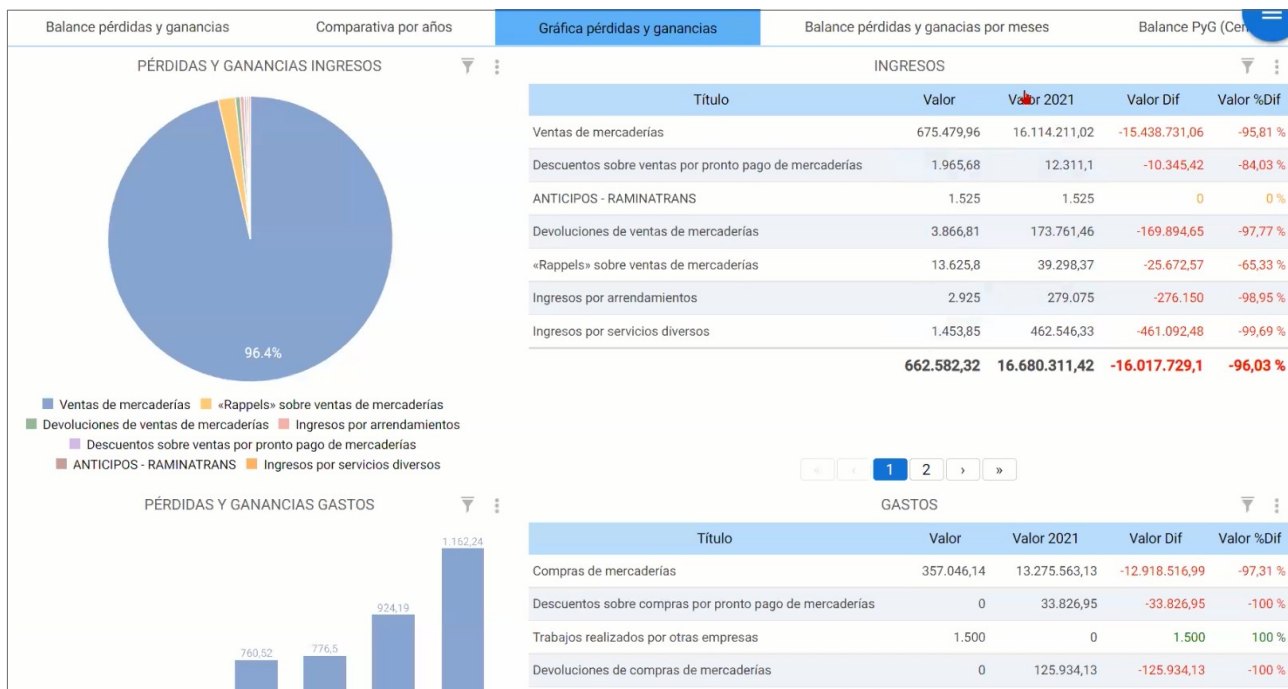 Balance pérdidas y ganancias Comparativa por años Gráfica pérdidas y ganancias Balance pérdidas y ganacias por meses Balance PyG (Cen
PÉRDIDAS Y GANANCIAS INGRESOS
96.4%
Ventas de mercaderías «Rappels» sobre ventas de mercaderías
Devoluciones de ventas de mercaderías Ingresos por arrendamientos
Descuentos sobre ventas por pronto pago de mercaderías
ANTICIPOS - RAMINATRANS Ingresos por servicios diversos
INGRESOS
Título Valor Valor 2021 Valor Dif Valor %Dif
Ventas de mercaderías 675.479,96 16.114.211,02 -15.438.731,06 -95,81 %
Descuentos sobre ventas por pronto pago de mercaderías 1.965,68 12.311,1 -10.345,42 -84,03 %
ANTICIPOS - RAMINATRANS 1.525 1.525 0 0 %
Devoluciones de ventas de mercaderías 3.866,81 173.761,46 -169.894,65 -97,77 %
«Rappels» sobre ventas de mercaderías 13.625,8 39.298,37 -25.672,57 -65,33 %
Ingresos por arrendamientos 2.925 279.075 -276.150 -98,95 %
Ingresos por servicios diversos 1.453,85 462.546,33 -461.092,48 -99,69 %
662.582,32 16.680.311,42 -16.017.729,1 -96,03 %
« ‹ 1 2 › »
PÉRDIDAS Y GANANCIAS GASTOS
1.162,24
924,19
760,52 776,5
GASTOS
Título Valor Valor 2021 Valor Dif Valor %Dif
Compras de mercaderías 357.046,14 13.275.563,13 -12.918.516,99 -97,31 %
Descuentos sobre compras por pronto pago de mercaderías 0 33.826,95 -33.826,95 -100 %
Trabajos realizados por otras empresas 1.500 0 1.500 100 %
Devoluciones de compras de mercaderías 0 125.934,13 -125.934,13 -100 %